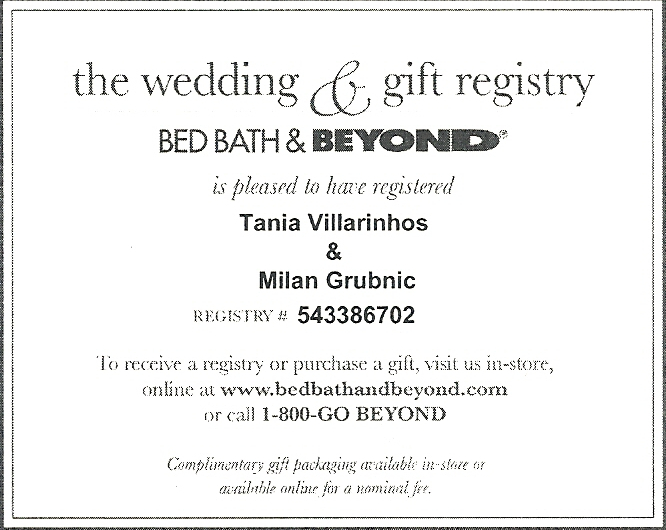 the wedding & gift registry
BED BATH & BEYOND®
is pleased to have registered
Tania Villarinhos
&
Milan Grubnic
REGISTRY # 543386702
To receive a registry or purchase a gift, visit us in-store,
online at www.bedbathandbeyond.com
or call 1-800-GO BEYOND
Complimentary gift packaging available in-store or
available online for a nominal fee.